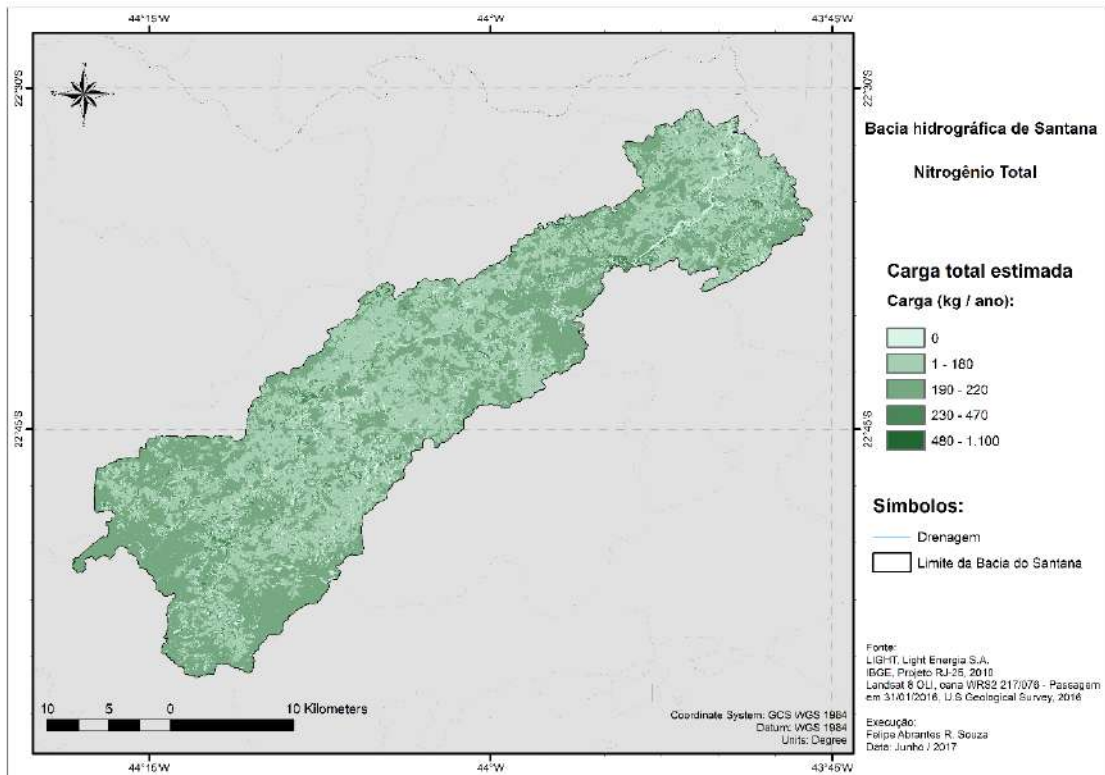 44°15'W
44°W
43°45'W
22°30'S
22°30'S
Bacia hidrográfica de Santana
Nitrogênio Total
Carga total estimada
Carga (kg / ano):
0
1 - 180
190 - 220
230 - 470
480 - 1.100
22°45'S
22°45'S
Símbolos:
Drenagem
Limite da Bacia do Santana
Fonte:
LIGHT, Light Energia S.A.
IBGE, Projeto RJ-25, 2010
Landsat 8 OLI, cena WRS2 217/076 - Passagem
em 31/01/2016, U.S Geological Survey, 2016
Execução:
Felipe Abrantes R. Souza
Data: Junho / 2017
10 5 0 10 Kilometers
Coordinate System: GCS WGS 1984
Datum: WGS 1984
Units: Degree
44°15'W
44°W
43°45'W